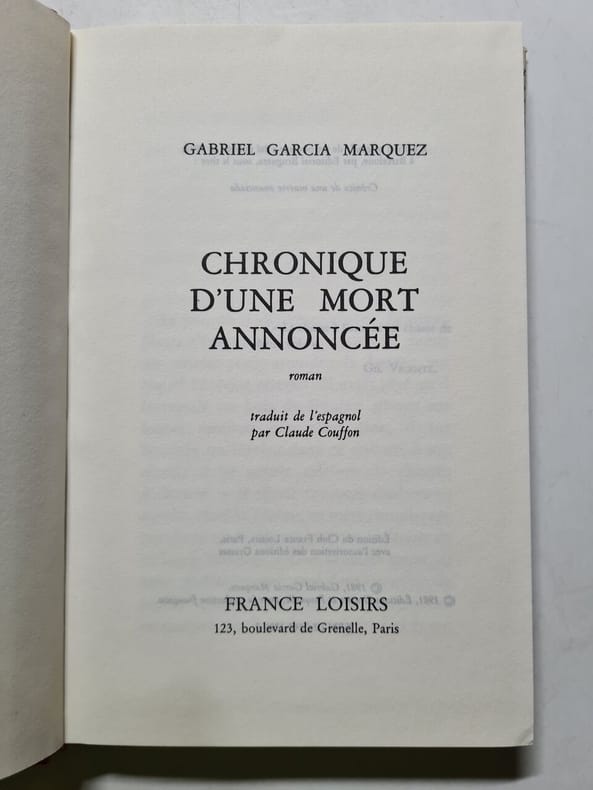 GABRIEL GARCIA MARQUEZ
CHRONIQUE
D'UNE MORT
ANNONCÉE
roman
traduit de l'espagnol
par Claude Couffon
FRANCE LOISIRS
123, boulevard de Grenelle, Paris